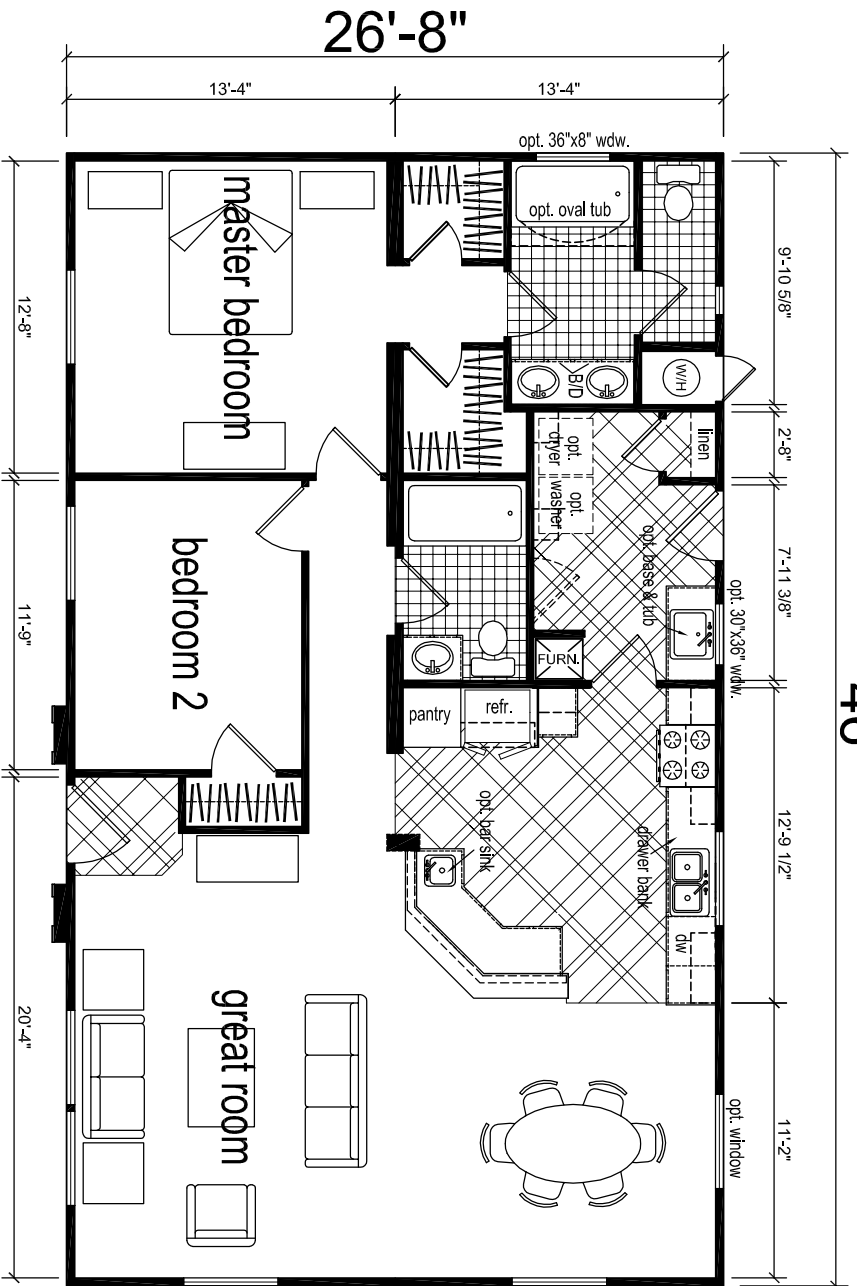 26'-8"
13'-4"
13'-4"
opt. 36"x8" wdw.
opt. oval tub
master bedroom
9'-10 5/8"
12'-8"
W/H
B/D
linen
2'-8"
opt.
dryer
opt.
washer
opt. base & tub
7'-11 3/8"
opt. 30"x36" wdw.
bedroom 2
11'-9"
FURN.
pantry
refr.
opt. bar sink
drawer bank
12'-9 1/2"
dw
great room
20'-4"
opt. window
11'-2"